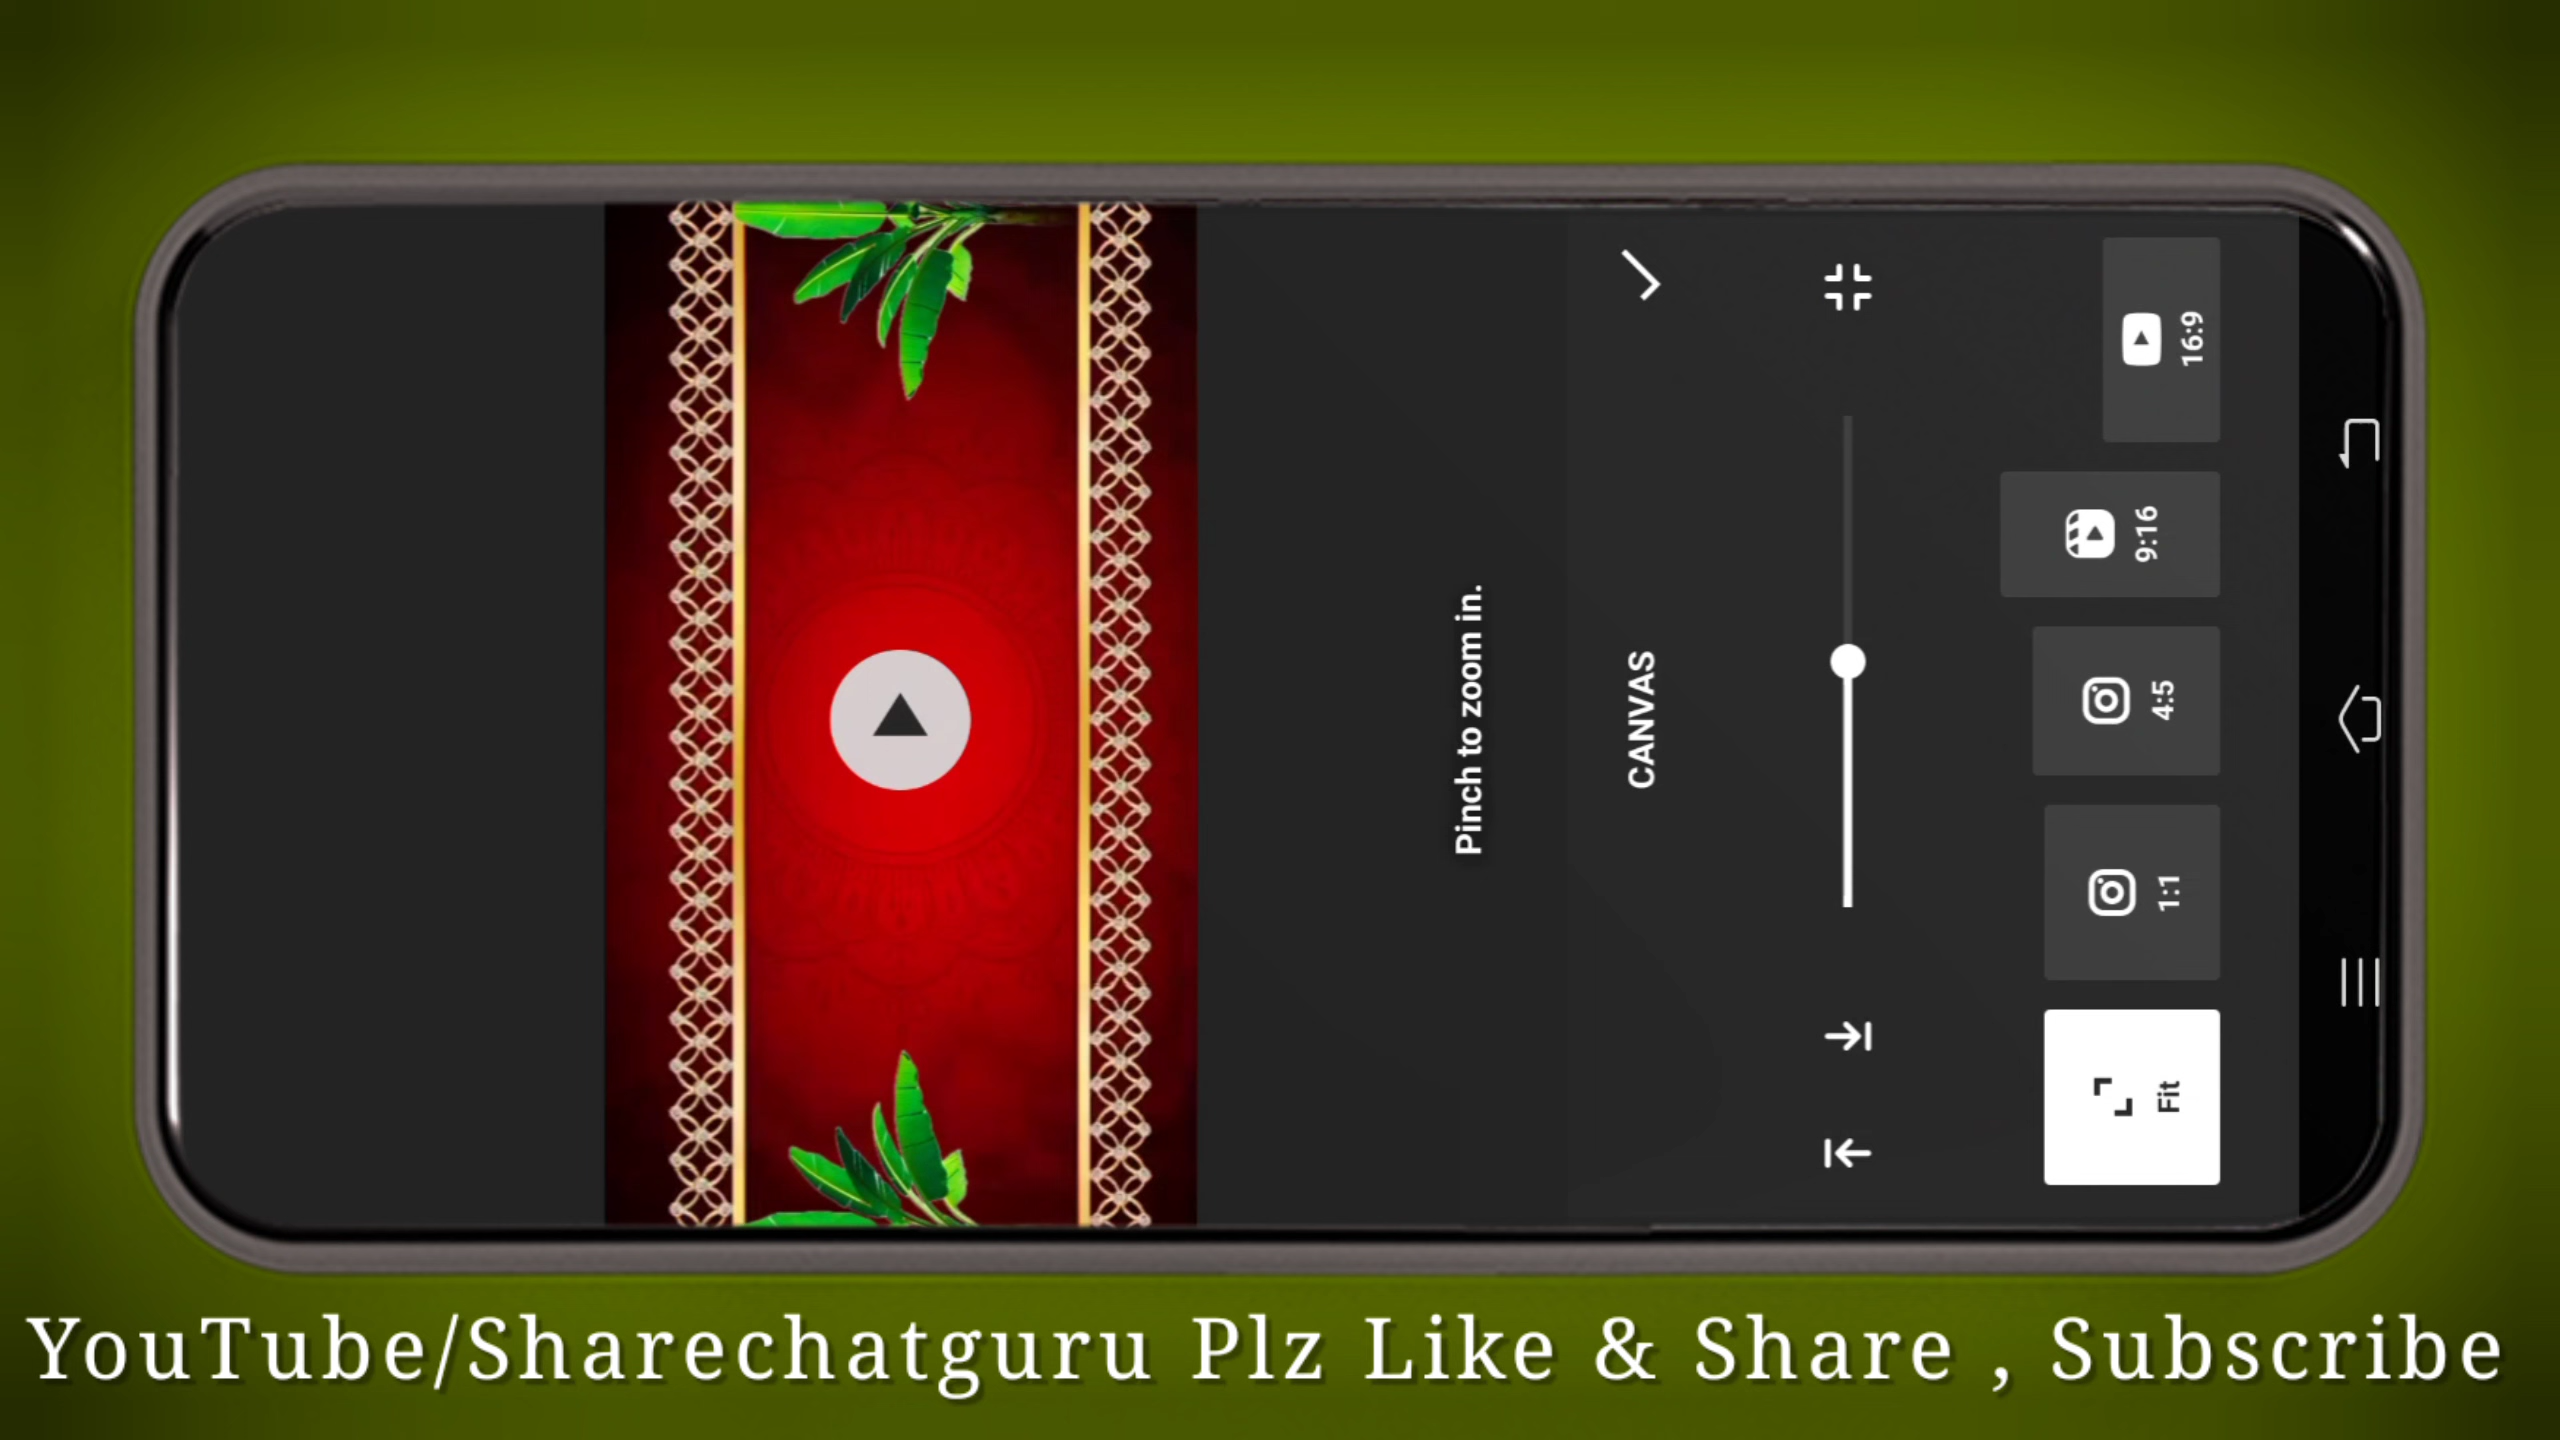 Pinch to zoom in.
CANVAS
Fit
1:1
4:5
9:16
16:9
YouTube/Sharechatguru Plz Like & Share , Subscribe